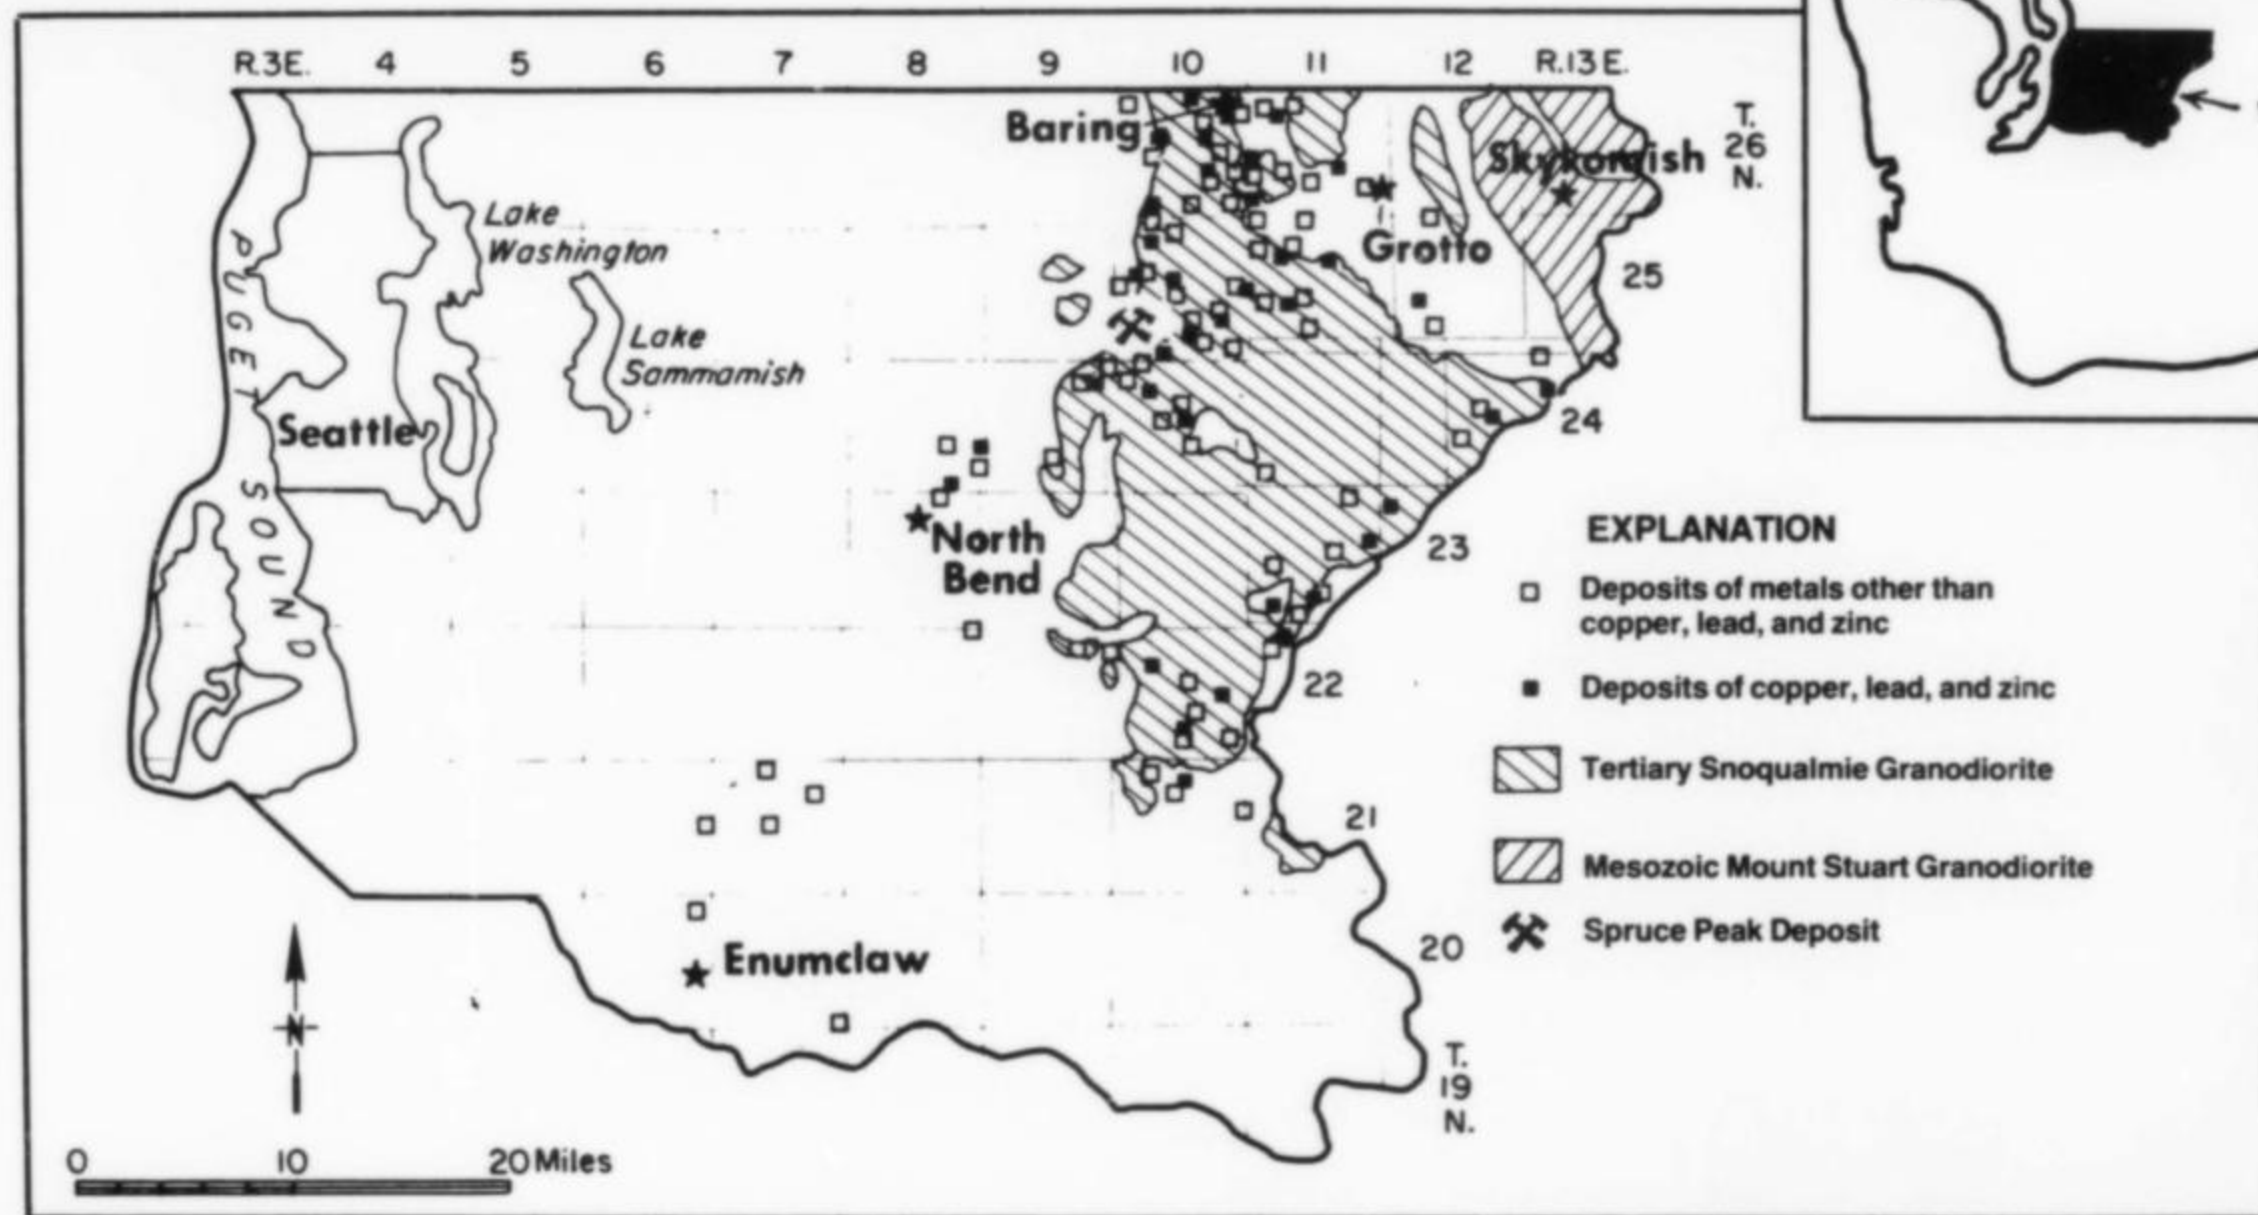 R.3E. 4 5 6 7 8 9 10 11 12 R.13E.
Baring
T.
26
N.
Skykomish
Lake
Washington
Grotto
25
PUGET SOUND
Lake
Sammamish
Seattle
24
North
Bend
23
22
21
20
Enumclaw
T.
19
N.
N
0 10 20 Miles
EXPLANATION
Deposits of metals other than
copper, lead, and zinc
Deposits of copper, lead, and zinc
Tertiary Snoqualmie Granodiorite
Mesozoic Mount Stuart Granodiorite
Spruce Peak Deposit